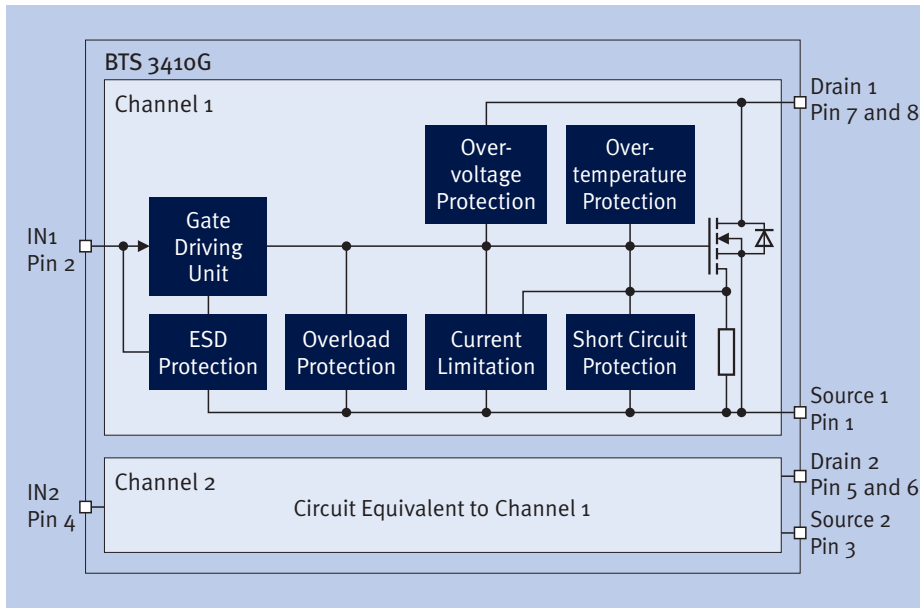 BTS 3410G
Channel 1
Drain 1
Pin 7 and 8
Over-
voltage
Protection
Over-
temperature
Protection
IN1
Pin 2
Gate
Driving
Unit
ESD
Protection
Overload
Protection
Current
Limitation
Short Circuit
Protection
Source 1
Pin 1
Channel 2
Circuit Equivalent to Channel 1
IN2
Pin 4
Drain 2
Pin 5 and 6
Source 2
Pin 3